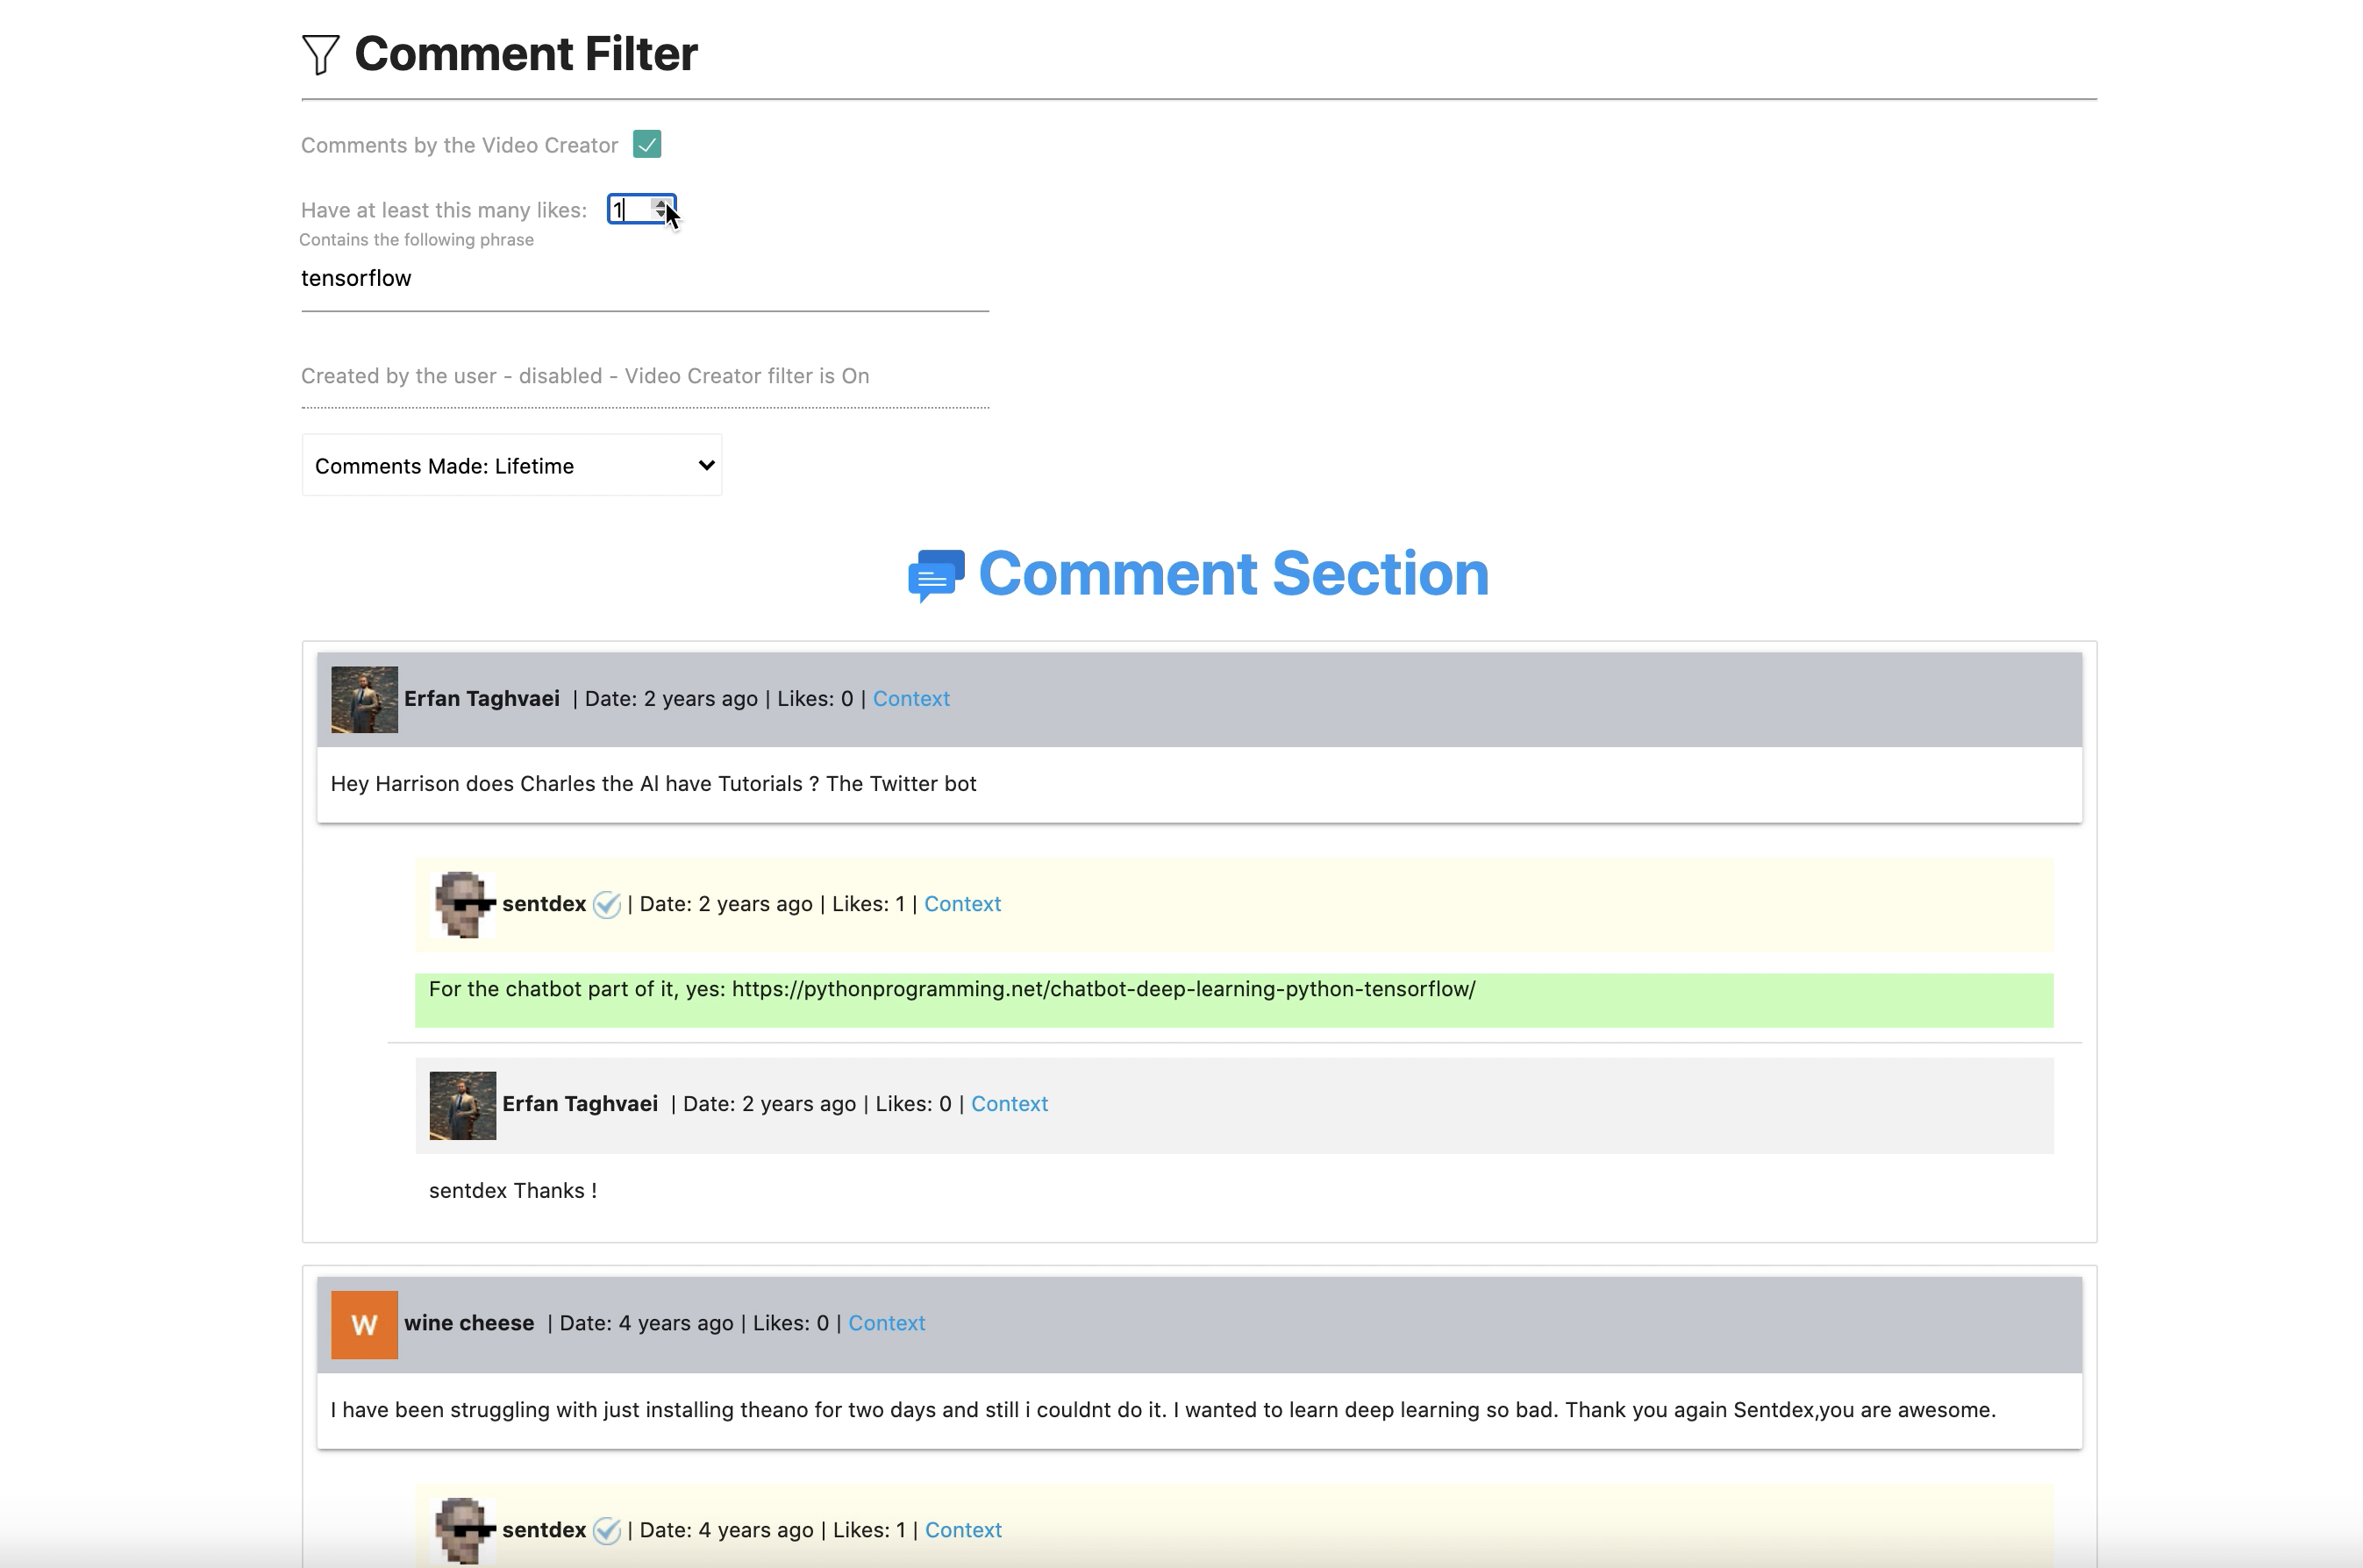 Comment Filter
Comments by the Video Creator
Have at least this many likes: 1
Contains the following phrase
tensorflow
Created by the user - disabled - Video Creator filter is On
Comments Made: Lifetime
Comment Section
Erfan Taghvaei | Date: 2 years ago | Likes: 0 | Context
Hey Harrison does Charles the AI have Tutorials ? The Twitter bot
sentdex | Date: 2 years ago | Likes: 1 | Context
For the chatbot part of it, yes: https://pythonprogramming.net/chatbot-deep-learning-python-tensorflow/
Erfan Taghvaei | Date: 2 years ago | Likes: 0 | Context
sentdex Thanks !
W wine cheese | Date: 4 years ago | Likes: 0 | Context
I have been struggling with just installing theano for two days and still i couldnt do it. I wanted to learn deep learning so bad. Thank you again Sentdex,you are awesome.
sentdex | Date: 4 years ago | Likes: 1 | Context